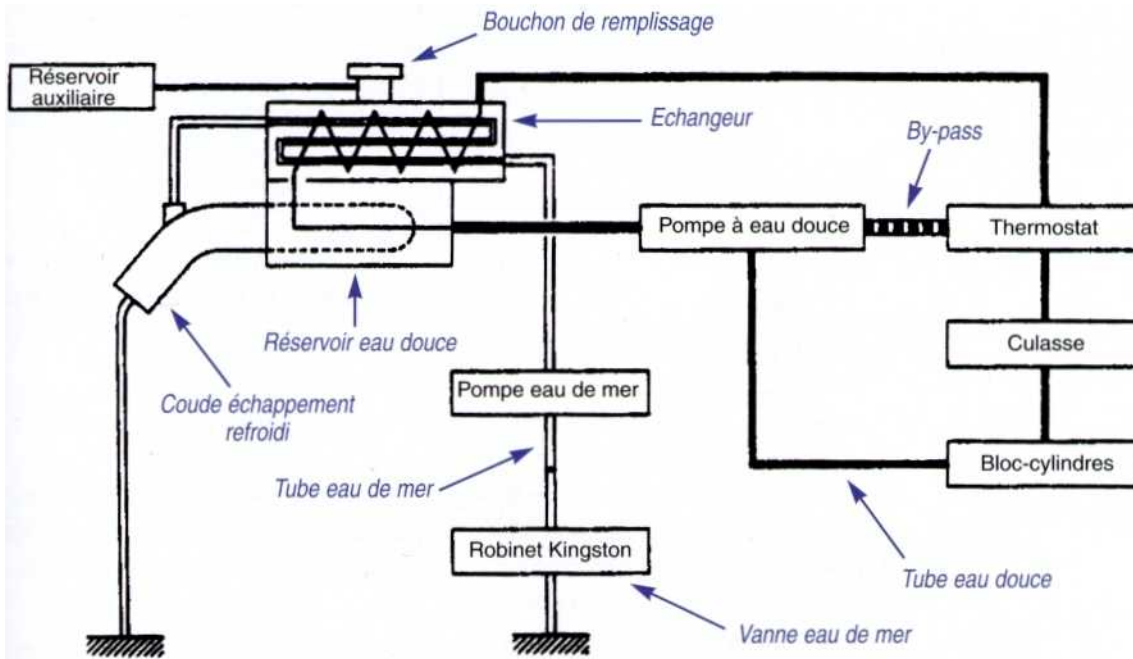 Bouchon de remplissage
Réservoir
auxiliaire
Echangeur
By-pass
Pompe à eau douce
Thermostat
Réservoir eau douce
Culasse
Coude échappement
refroidi
Pompe eau de mer
Bloc-cylindres
Tube eau de mer
Robinet Kingston
Tube eau douce
Vanne eau de mer